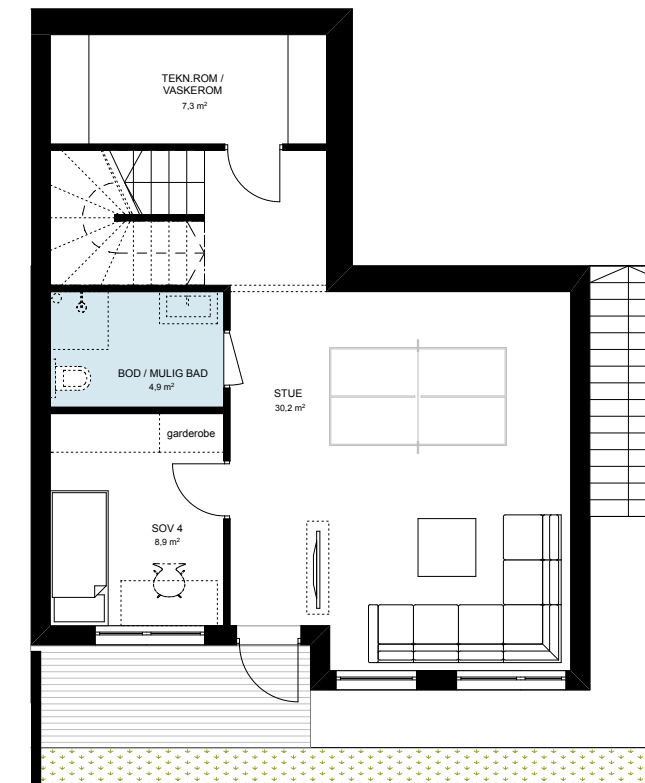 TEKN.ROM /
VASKEROM
7,3 m²
BOD / MULIG BAD
4,9 m²
STUE
30,2 m²
garderobe
SOV 4
8,9 m²